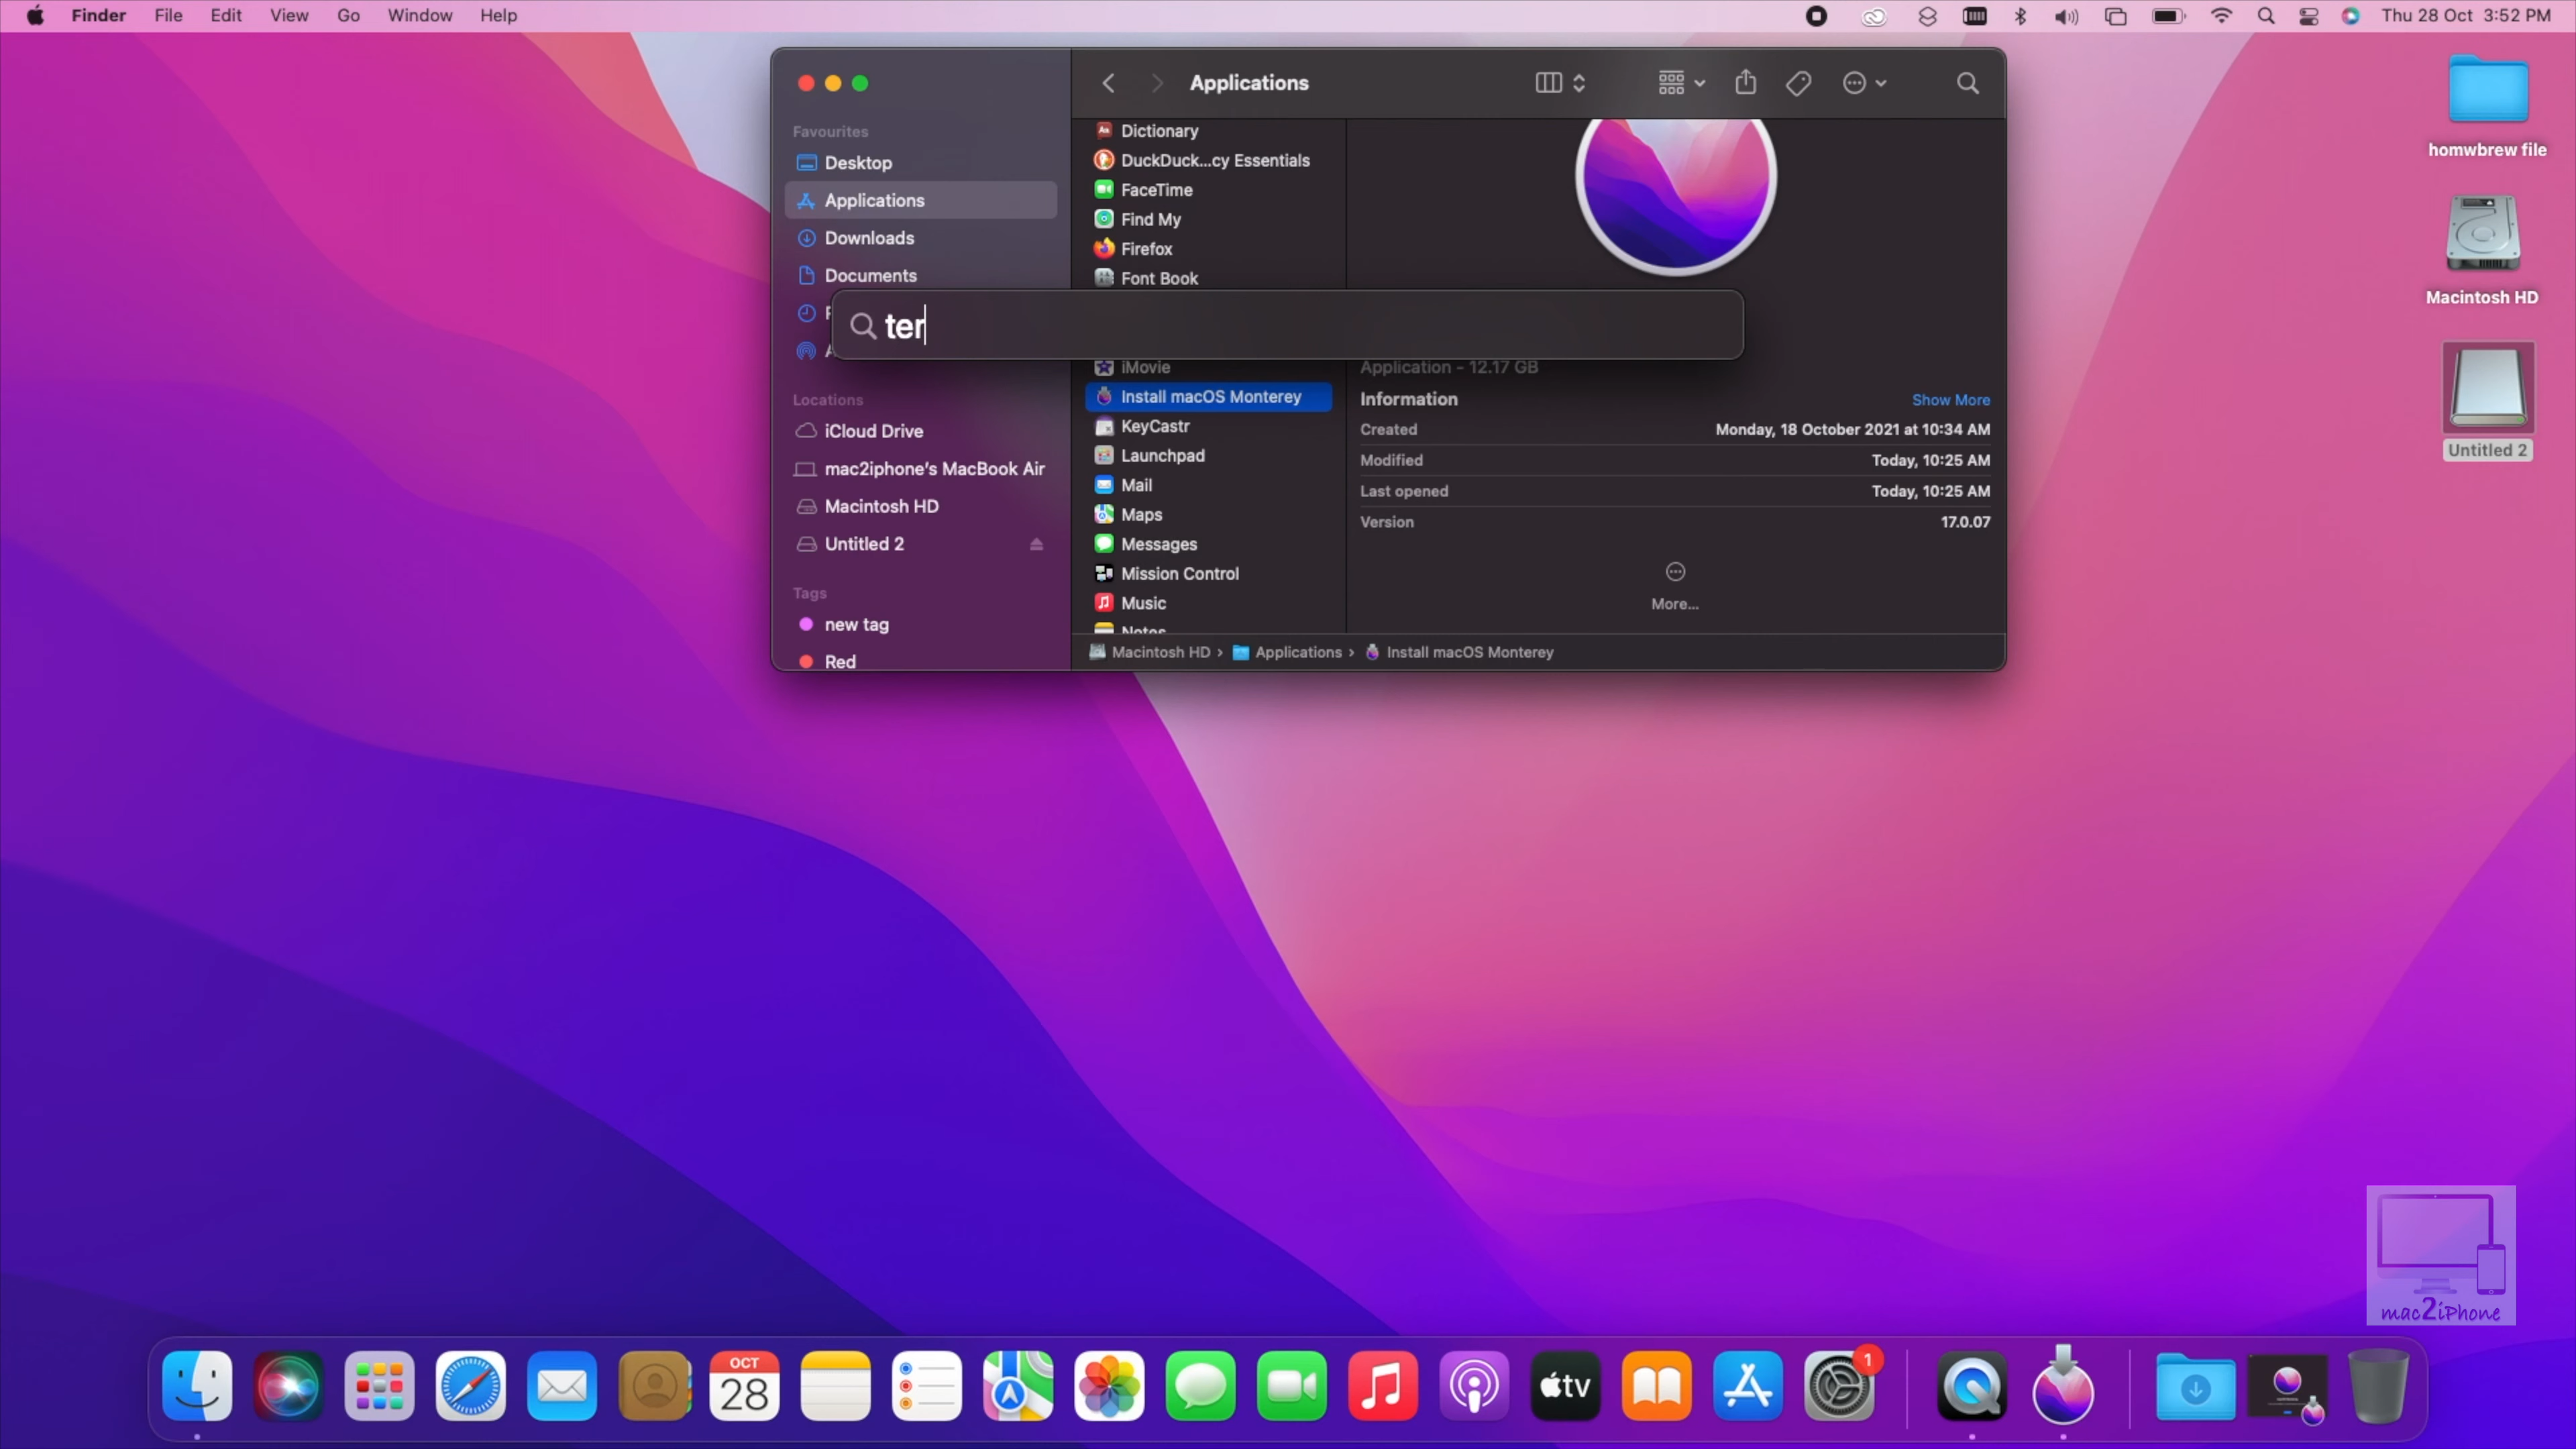 Finder File Edit View Go Window Help
Thu 28 Oct 3:52 PM
Applications
Favourites
Desktop
Applications
Downloads
Documents
Locations
iCloud Drive
mac2iphone's MacBook Air
Macintosh HD
Untitled 2
Tags
new tag
Red
Dictionary
DuckDuck...cy Essentials
FaceTime
Find My
Firefox
Font Book
ter
iMovie
Install macOS Monterey
KeyCastr
Launchpad
Mail
Maps
Messages
Mission Control
Music
Notes
Application - 12.17 GB
Information Show More
Created Monday, 18 October 2021 at 10:34 AM
Modified Today, 10:25 AM
Last opened Today, 10:25 AM
Version 17.0.07
More...
Macintosh HD › Applications › Install macOS Monterey
homwbrew file
Macintosh HD
Untitled 2
mac2iPhone
OCT
28
tv
1